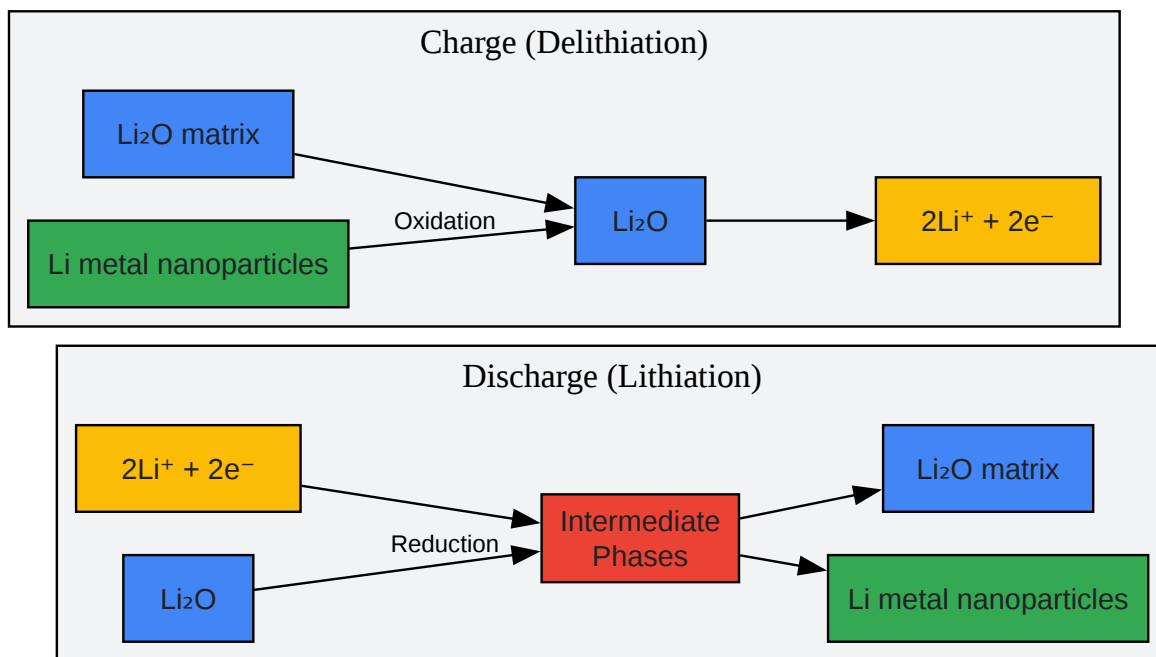 Charge (Delithiation)
Li₂O matrix
Oxidation
Li metal nanoparticles
Li₂O
2Li⁺ + 2e⁻
Discharge (Lithiation)
2Li⁺ + 2e⁻
Reduction
Li₂O
Intermediate
Phases
Li₂O matrix
Li metal nanoparticles